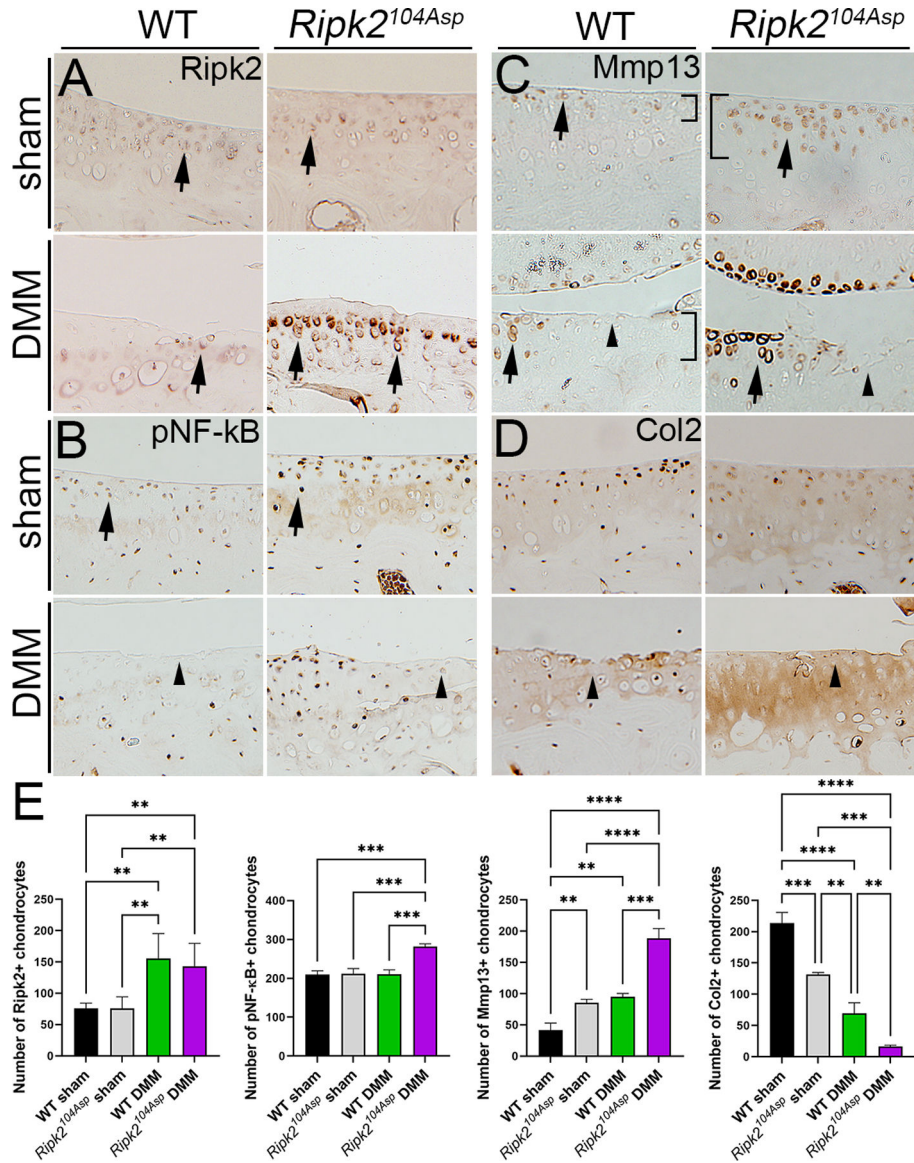 WT
Ripk2104Asp
WT
Ripk2104Asp
A
Ripk2
C
Mmp13
sham
DMM
B
pNF-kB
D
Col2
sham
DMM
E
Number of Ripk2+ chondrocytes
250
200
150
100
50
0
**
**
**
**
WT sham
Ripk2104Asp sham
WT DMM
Ripk2104Asp DMM
Number of pNF-κB+ chondrocytes
400
300
200
100
0
***
***
***
WT sham
Ripk2104Asp sham
WT DMM
Ripk2104Asp DMM
Number of Mmp13+ chondrocytes
250
200
150
100
50
0
****
****
**
**
***
WT sham
Ripk2104Asp sham
WT DMM
Ripk2104Asp DMM
Number of Col2+ chondrocytes
250
200
150
100
50
0
****
***
****
***
**
**
WT sham
Ripk2104Asp sham
WT DMM
Ripk2104Asp DMM